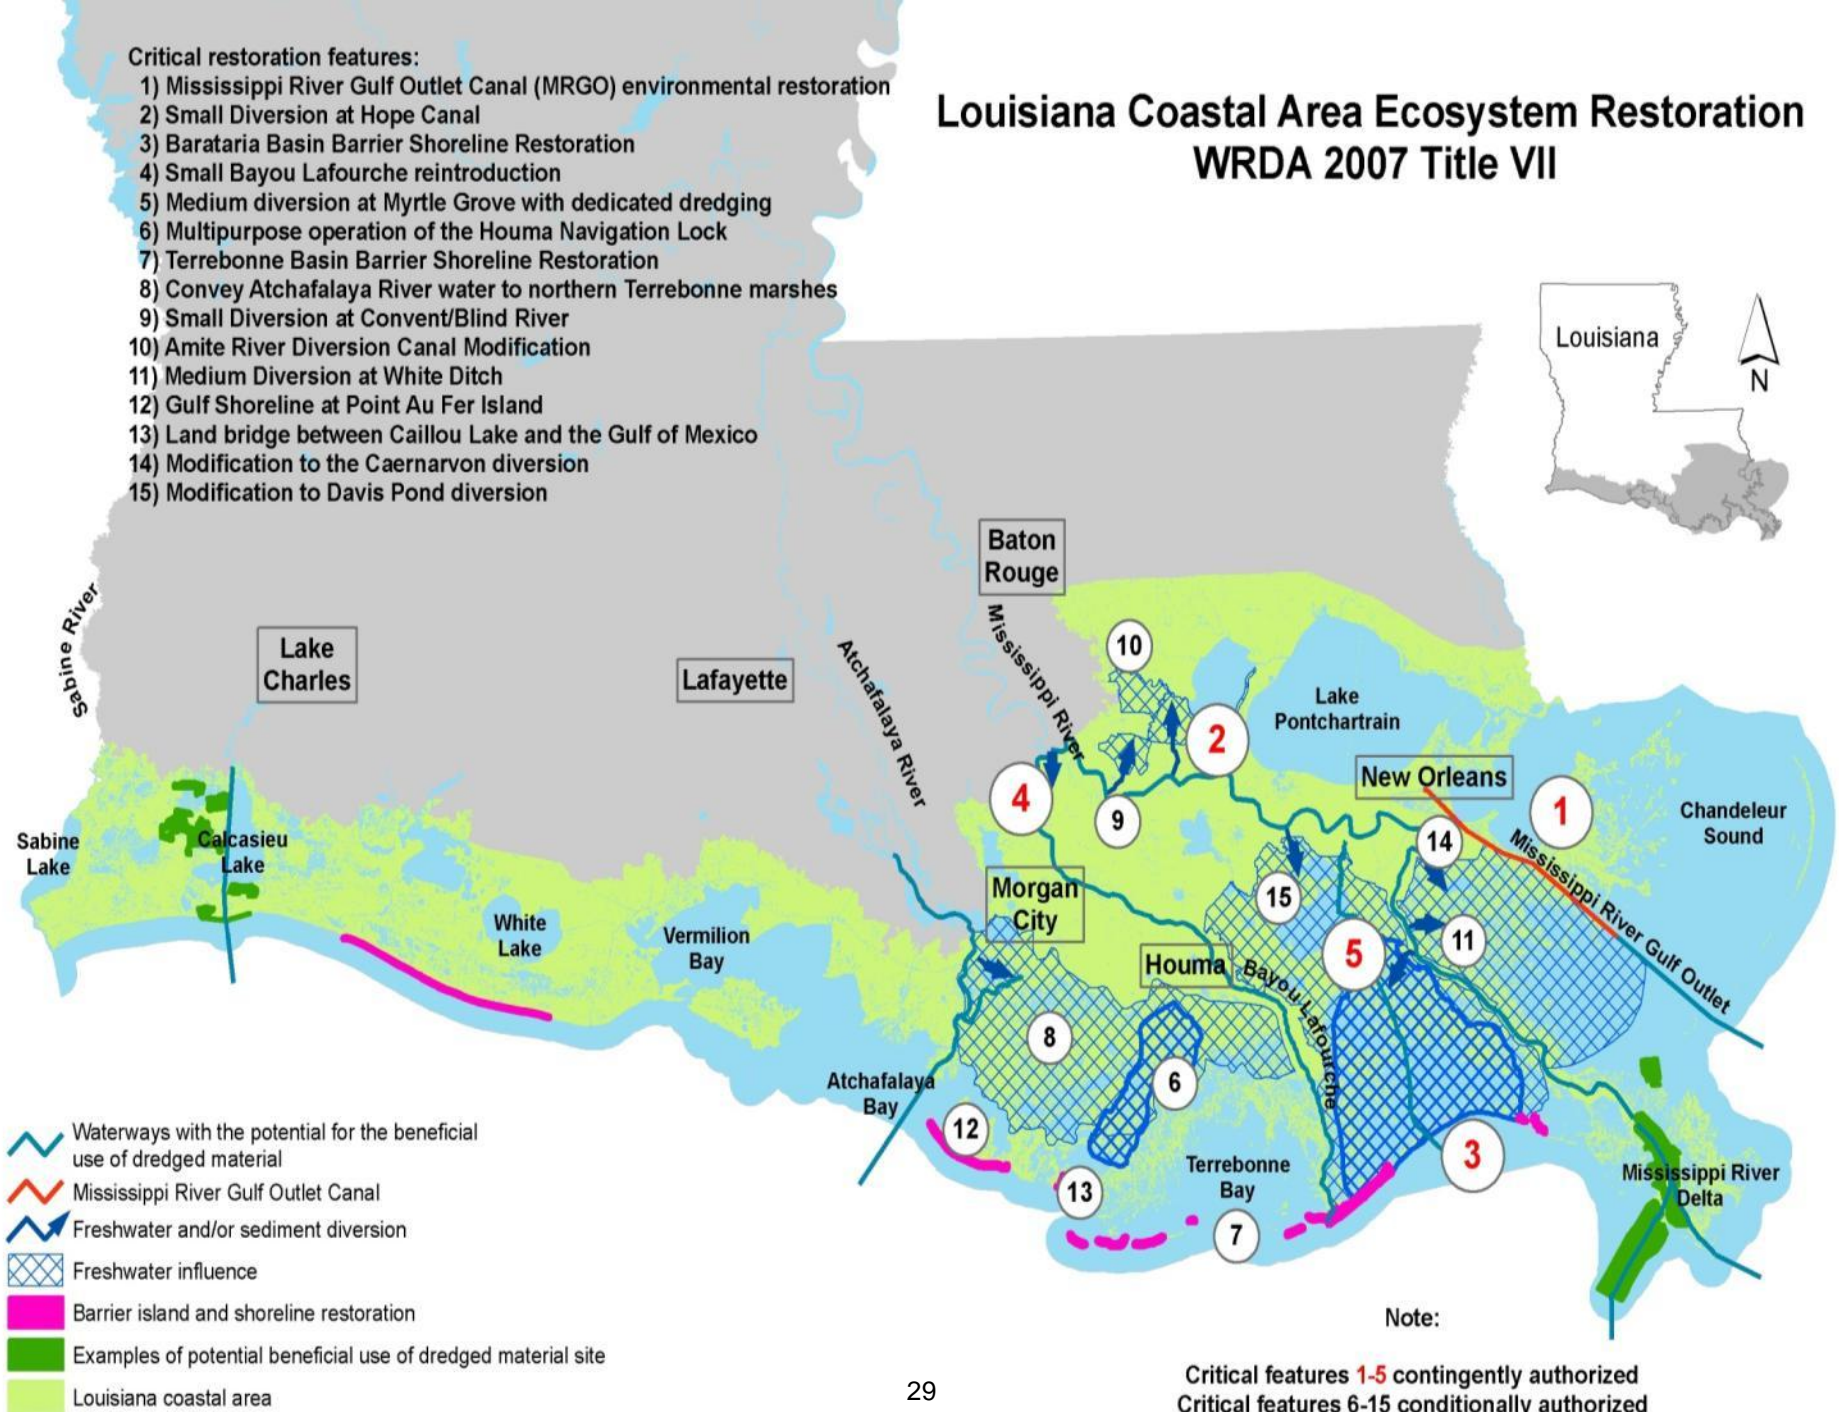 Critical restoration features:
1) Mississippi River Gulf Outlet Canal (MRGO) environmental restoration
2) Small Diversion at Hope Canal
3) Barataria Basin Barrier Shoreline Restoration
4) Small Bayou Lafourche reintroduction
5) Medium diversion at Myrtle Grove with dedicated dredging
6) Multipurpose operation of the Houma Navigation Lock
7) Terrebonne Basin Barrier Shoreline Restoration
8) Convey Atchafalaya River water to northern Terrebonne marshes
9) Small Diversion at Convent/Blind River
10) Amite River Diversion Canal Modification
11) Medium Diversion at White Ditch
12) Gulf Shoreline at Point Au Fer Island
13) Land bridge between Caillou Lake and the Gulf of Mexico
14) Modification to the Caernarvon diversion
15) Modification to Davis Pond diversion
Louisiana Coastal Area Ecosystem Restoration
WRDA 2007 Title VII
Louisiana
N
Baton
Rouge
Sabine River
Lake
Charles
Lafayette
Atchafalaya River
Mississippi River
10
2
Lake
Pontchartrain
4
9
New Orleans
1
Chandeleur
Sound
Sabine
Lake
Calcasieu
Lake
14
Mississippi River Gulf Outlet
Morgan
City
15
White
Lake
Vermilion
Bay
11
5
Houma
Bayou Lafourche
8
6
Atchafalaya
Bay
12
13
Terrebonne
Bay
7
3
Mississippi River
Delta
Waterways with the potential for the beneficial
use of dredged material
Mississippi River Gulf Outlet Canal
Freshwater and/or sediment diversion
Freshwater influence
Barrier island and shoreline restoration
Examples of potential beneficial use of dredged material site
Louisiana coastal area
29
Note:
Critical features 1-5 contingently authorized
Critical features 6-15 conditionally authorized